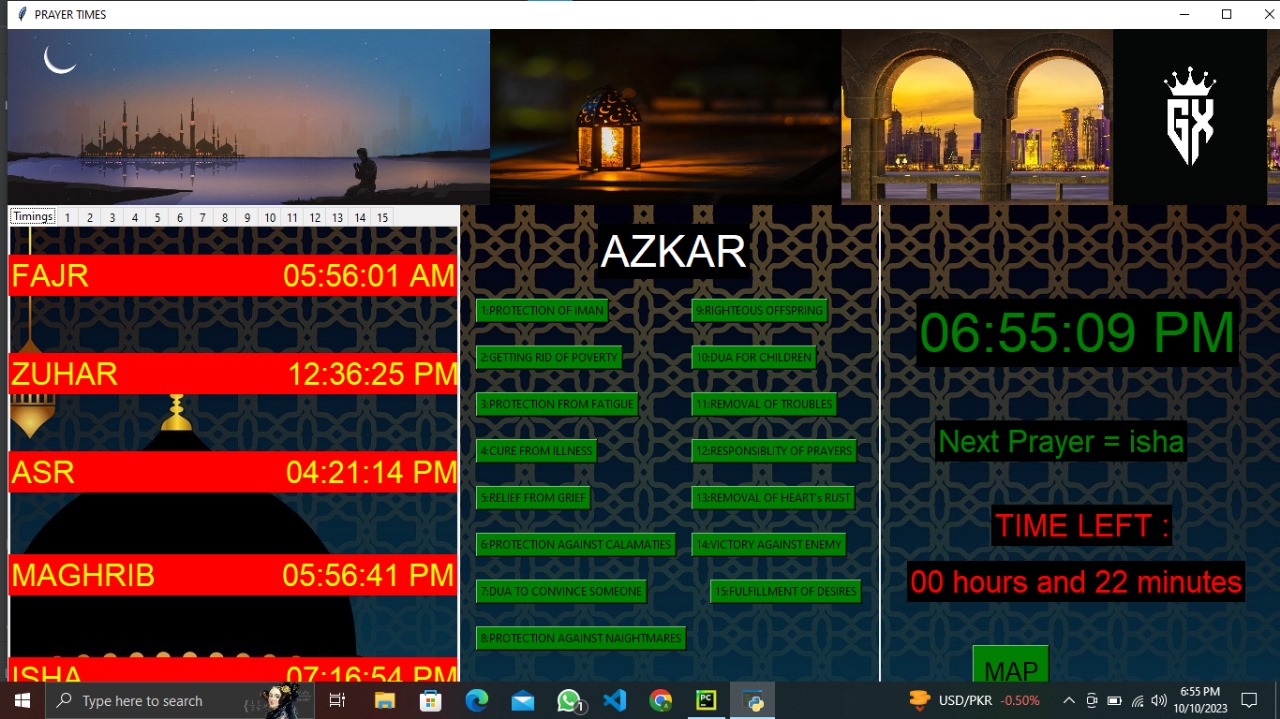 PRAYER TIMES
GX
Timings 1 2 3 4 5 6 7 8 9 10 11 12 13 14 15
FAJR 05:56:01 AM
ZUHAR 12:36:25 PM
ASR 04:21:14 PM
MAGHRIB 05:56:41 PM
ISHA 07:16:54 PM
AZKAR
1:PROTECTION OF IMAN
2:GETTING RID OF POVERTY
3:PROTECTION FROM FATIGUE
4:CURE FROM ILLNESS
5:RELIEF FROM GRIEF
6:PROTECTION AGAINST CALAMATIES
7:DUA TO CONVINCE SOMEONE
8:PROTECTION AGAINST NAIGHTMARES
9:RIGHTEOUS OFFSPRING
10:DUA FOR CHILDREN
11:REMOVAL OF TROUBLES
12:RESPONSIBLITY OF PRAYERS
13:REMOVAL OF HEART's RUST
14:VICTORY AGAINST ENEMY
15:FULFILLMENT OF DESIRES
06:55:09 PM
Next Prayer = isha
TIME LEFT :
00 hours and 22 minutes
MAP
Type here to search
1
PC
USD/PKR -0.50%
6:55 PM
10/10/2023